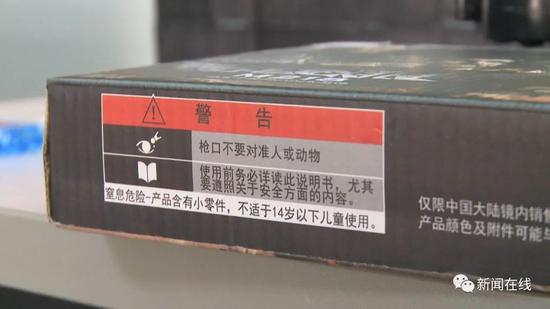 警 告
枪口不要对准人或动物
使用前务必详读此说明书，尤其
要遵照关于安全方面的内容。
窒息危险-产品含有小零件，不适于14岁以下儿童使用。
仅限中国大陆镜内销售
产品颜色及附件可能与
新闻在线